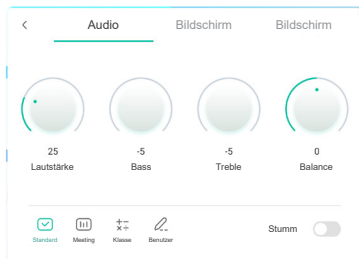 Audio Bildschirm Bildschirm
25 -5 -5 0
Lautstärke Bass Treble Balance
Standard Meeting Klasse Benutzer Stumm